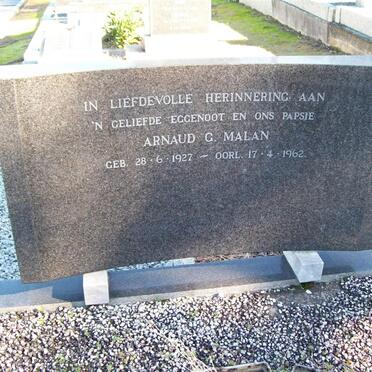 IN LIEFDEVOLLE HERINNERING AAN
'N GELIEFDE EGGENOOT EN ONS PAPSIE
ARNAUD G. MALAN
GEB. 28·6·1927 — OORL. 17·4·1962.